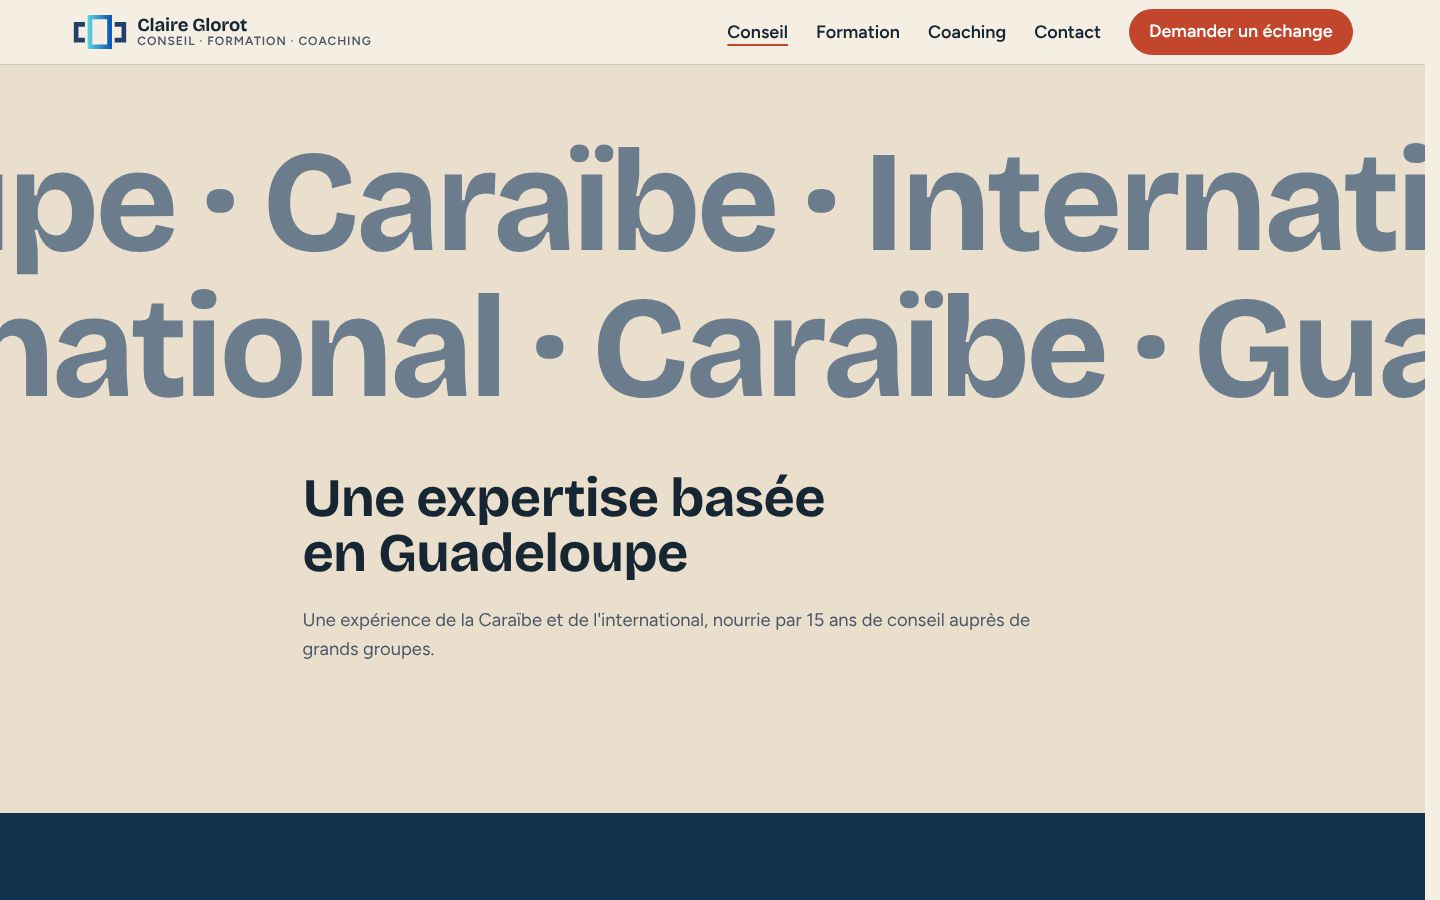 Claire Glorot
CONSEIL · FORMATION · COACHING
Conseil
Formation
Coaching
Contact
Demander un échange
upe · Caraïbe · Internati
national · Caraïbe · Gua
Une expertise basée
en Guadeloupe
Une expérience de la Caraïbe et de l'international, nourrie par 15 ans de conseil auprès de
grands groupes.